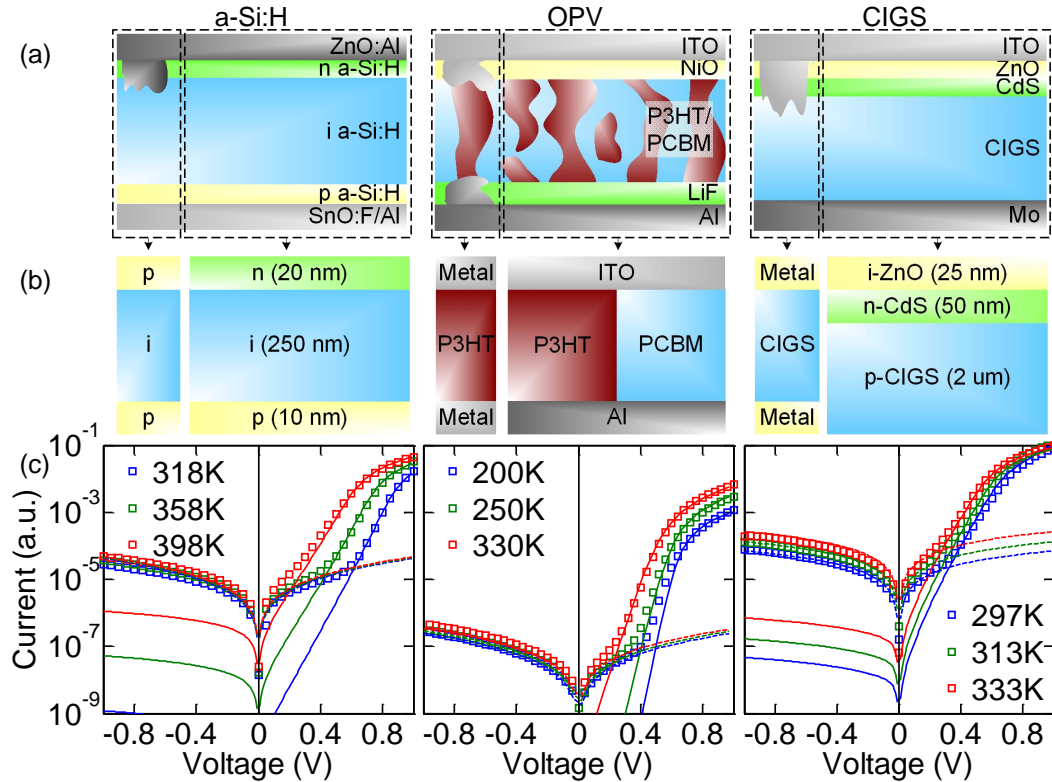 a-Si:H OPV CIGS
(a)
ZnO:Al
n a-Si:H
i a-Si:H
p a-Si:H
SnO:F/Al
ITO
NiO
P3HT/
PCBM
LiF
Al
ITO
ZnO
CdS
CIGS
Mo
(b)
p n (20 nm)
i i (250 nm)
p p (10 nm)
Metal ITO
P3HT P3HT PCBM
Metal Al
Metal i-ZnO (25 nm)
n-CdS (50 nm)
CIGS p-CIGS (2 um)
Metal
(c)
Current (a.u.)
10-1
10-3
10-5
10-7
10-9
318K
358K
398K
-0.8 -0.4 0 0.4 0.8
Voltage (V)
200K
250K
330K
-0.8 -0.4 0 0.4 0.8
Voltage (V)
297K
313K
333K
-0.8 -0.4 0 0.4 0.8
Voltage (V)